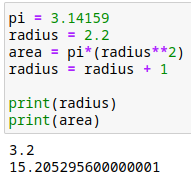 pi = 3.14159
radius = 2.2
area = pi*(radius**2)
radius = radius + 1

print(radius)
print(area)
3.2
15.205295600000001